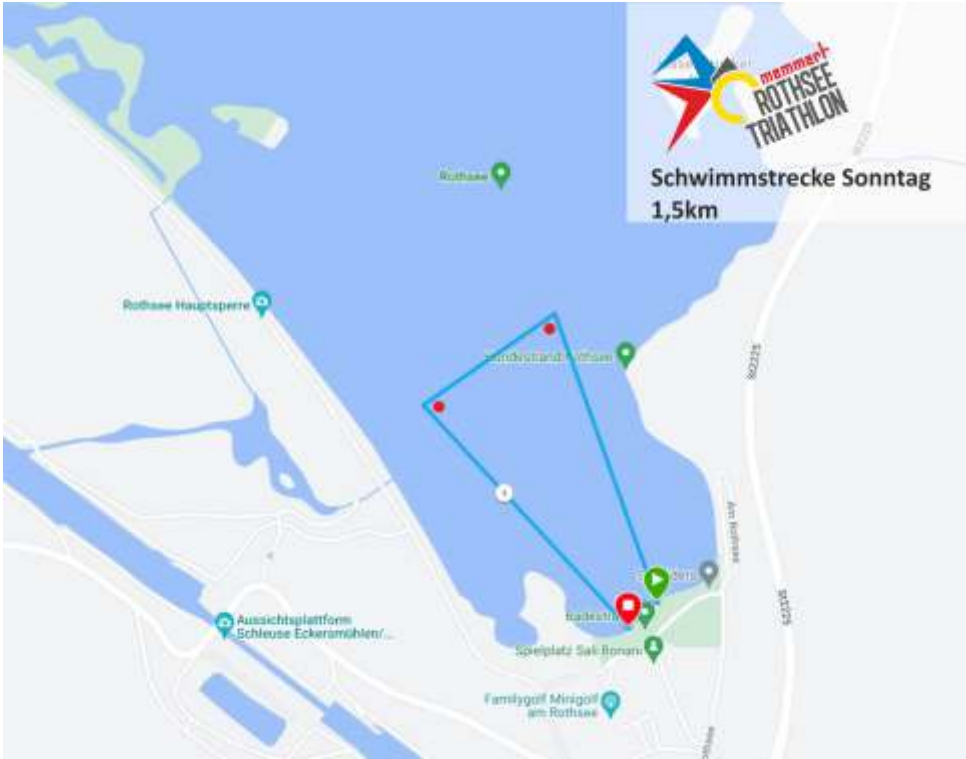 memmert
ROTHSEE
TRIATHLON
Schwimmstrecke Sonntag
1,5km
St2225
Rothsee
Rothsee Hauptsperre
St2225
Am Rothsee
St2225
Aussichtsplattform
Schleuse Eckersmühlen/...
Spielplatz Sali Bonani
Familygolf Minigolf
am Rothsee